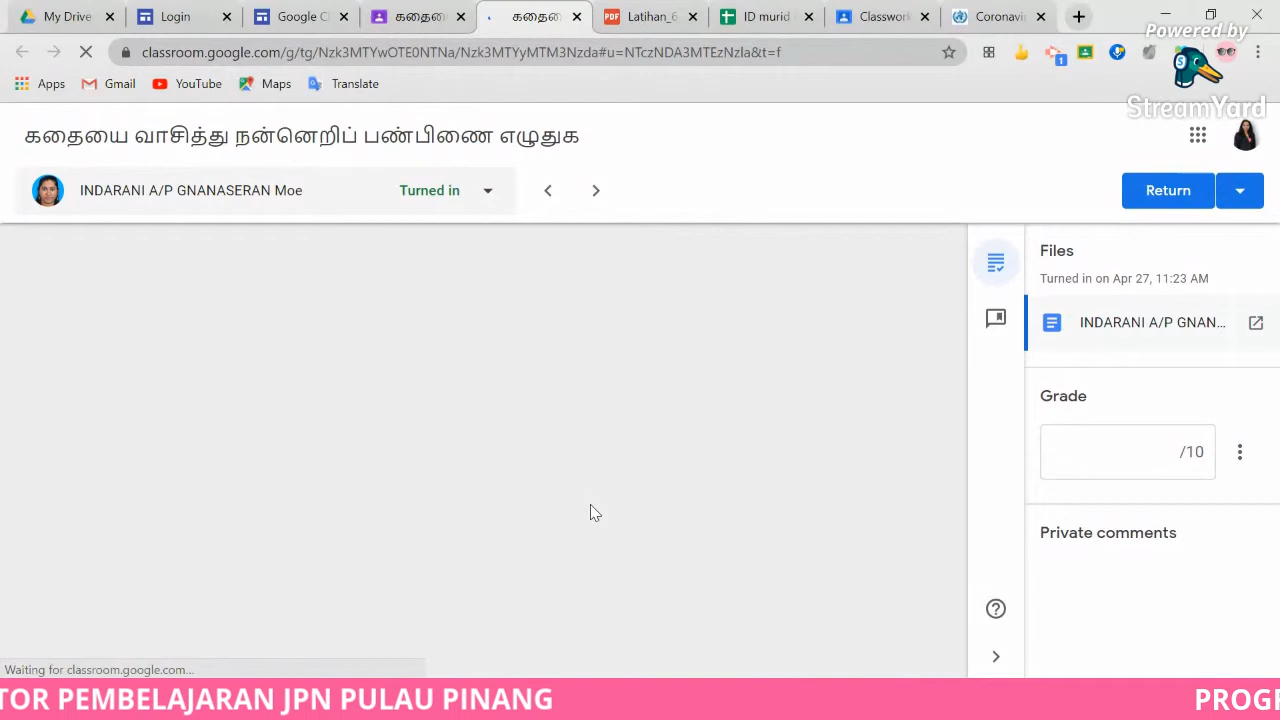 My Drive
Login
Google Cl
கதைை
கதைை
Latihan_6
ID murid
Classwork
Coronavir
classroom.google.com/g/tg/Nzk3MTYwOTE0NTNa/Nzk3MTYyMTM3Nzda#u=NTczNDA3MTEzNzIa&t=f
1
Apps
Gmail
YouTube
Maps
Translate
Powered by
StreamYard
கதையை வாசித்து நன்னெறிப் பண்பிணை எழுதுக
INDARANI A/P GNANASERAN Moe
Turned in
Return
Files
Turned in on Apr 27, 11:23 AM
INDARANI A/P GNAN...
Grade
/10
Private comments
Waiting for classroom.google.com...
TOR PEMBELAJARAN JPN PULAU PINANG
PROGR